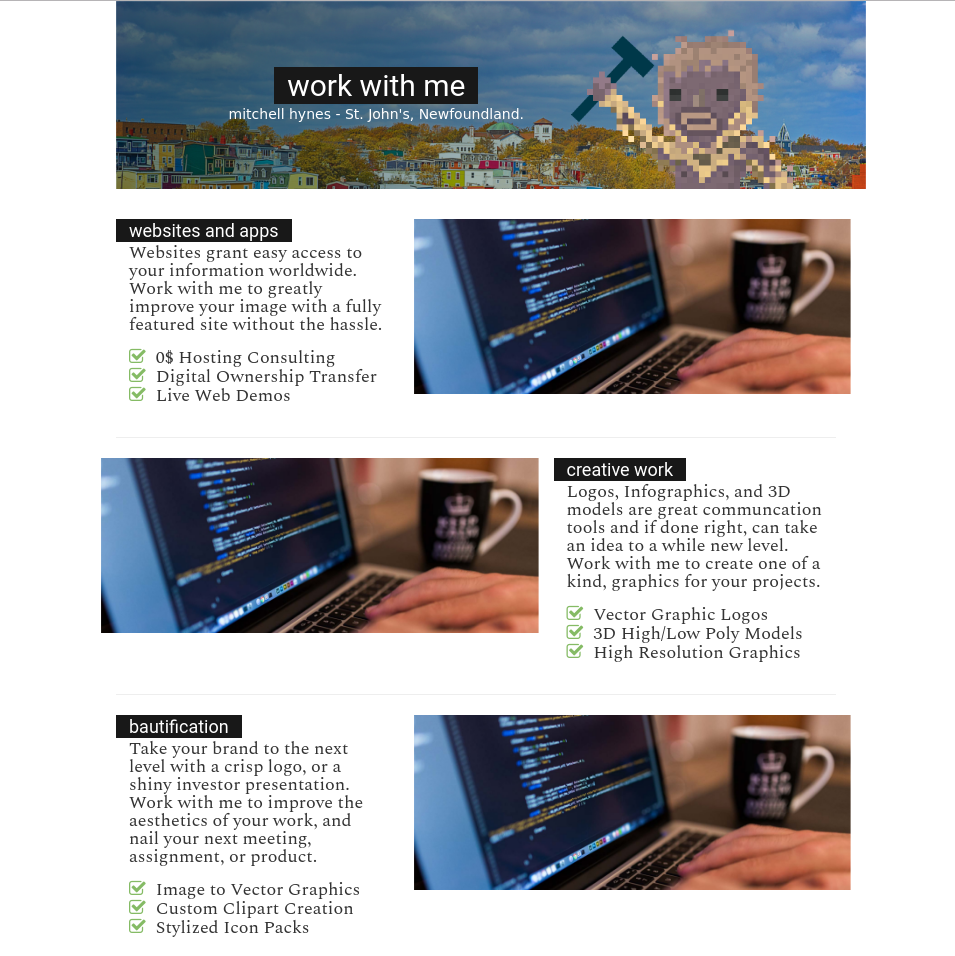 work with me
mitchell hynes - St. John's, Newfoundland.
websites and apps
Websites grant easy access to
your information worldwide.
Work with me to greatly
improve your image with a fully
featured site without the hassle.
0$ Hosting Consulting
Digital Ownership Transfer
Live Web Demos
creative work
Logos, Infographics, and 3D
models are great communcation
tools and if done right, can take
an idea to a while new level.
Work with me to create one of a
kind, graphics for your projects.
Vector Graphic Logos
3D High/Low Poly Models
High Resolution Graphics
bautification
Take your brand to the next
level with a crisp logo, or a
shiny investor presentation.
Work with me to improve the
aesthetics of your work, and
nail your next meeting,
assignment, or product.
Image to Vector Graphics
Custom Clipart Creation
Stylized Icon Packs